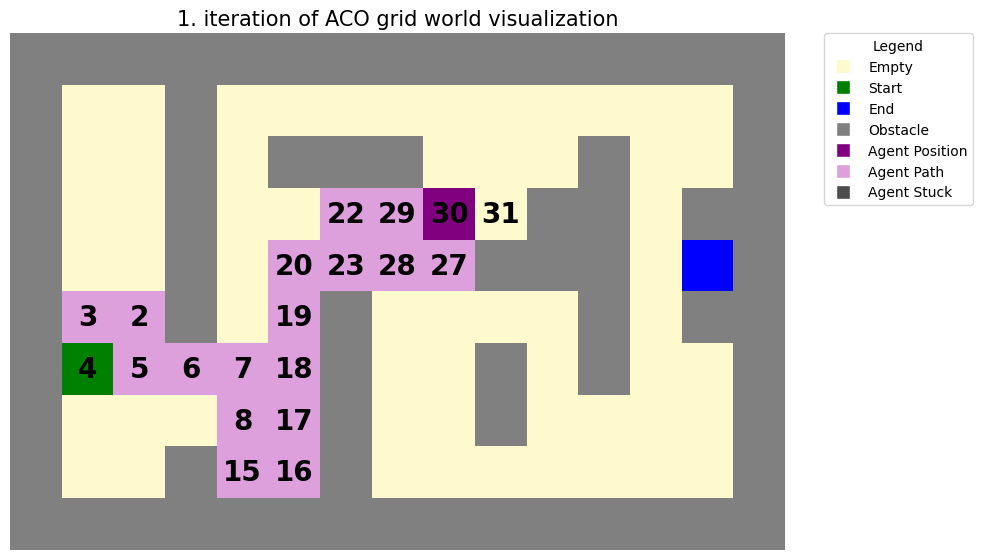 1. iteration of ACO grid world visualization
Legend
Empty
Start
End
Obstacle
Agent Position
Agent Path
Agent Stuck
22 29 30 31
20 23 28 27
3 2 19
4 5 6 7 18
8 17
15 16